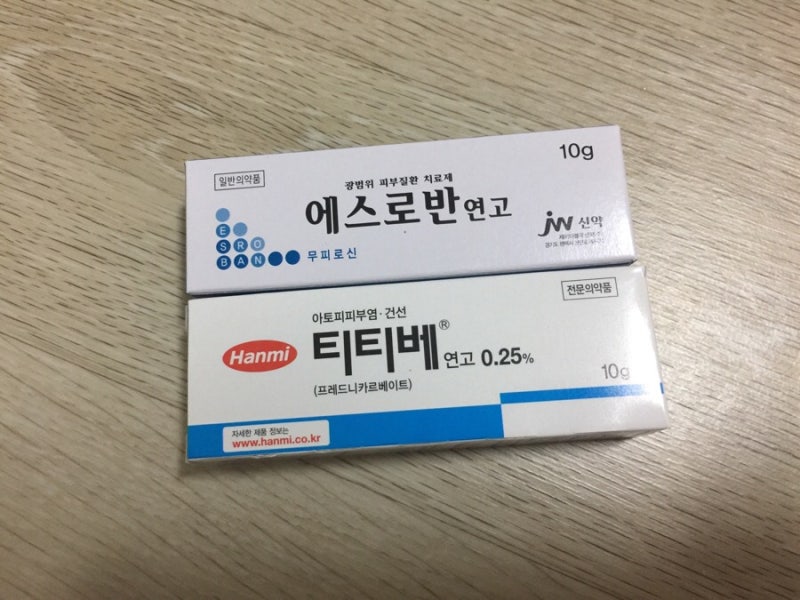 일반의약품
10g
광범위 피부질환 치료제
에스로반연고
ESROBAN
무피로신
jw 신약
전문의약품
아토피피부염·건선
Hanmi
티티베® 연고 0.25%
(프레드니카르베이트)
10g
자세한 제품 정보는
www.hanmi.co.kr